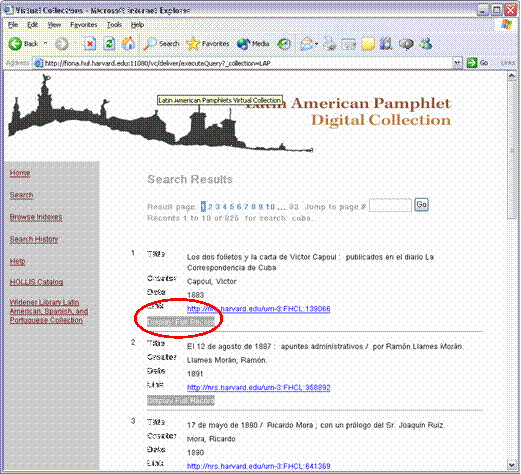 Virtual Collections - Microsoft Internet Explorer
File Edit View Favorites Tools Help
Back Search Favorites Media
Address http://fiona.hul.harvard.edu:11080/vc/deliver/executeQuery?_collection=LAP Go Links
Latin American Pamphlets Virtual Collection
Latin American Pamphlet
Digital Collection
Home
Search
Browse Indexes
Search History
Help
HOLLIS Catalog
Widener Library Latin
American, Spanish, and
Portuguese Collection
Search Results
Result page: 1 2 3 4 5 6 7 8 9 10 ... 83 Jump to page # Go
Records 1 to 10 of 825 for search: cuba.
1 Title Los dos folletos y la carta de Víctor Capoul : publicados en el diario La
Correspondencia de Cuba
Creator Capoul, Victor
Date 1883
Link http://nrs.harvard.edu/urn-3:FHCL:139066
Display Full Record
2 Title El 12 de agosto de 1887 : apuntes administrativos / por Ramón Llames Morán.
Creator Llames Morán, Ramón.
Date 1891
Link http://nrs.harvard.edu/urn-3:FHCL:358892
Display Full Record
3 Title 17 de mayo de 1890 / Ricardo Mora ; con un prólogo del Sr. Joaquín Ruíz.
Creator Mora, Ricardo
Date 1890
Link http://nrs.harvard.edu/urn-3:FHCL:641369